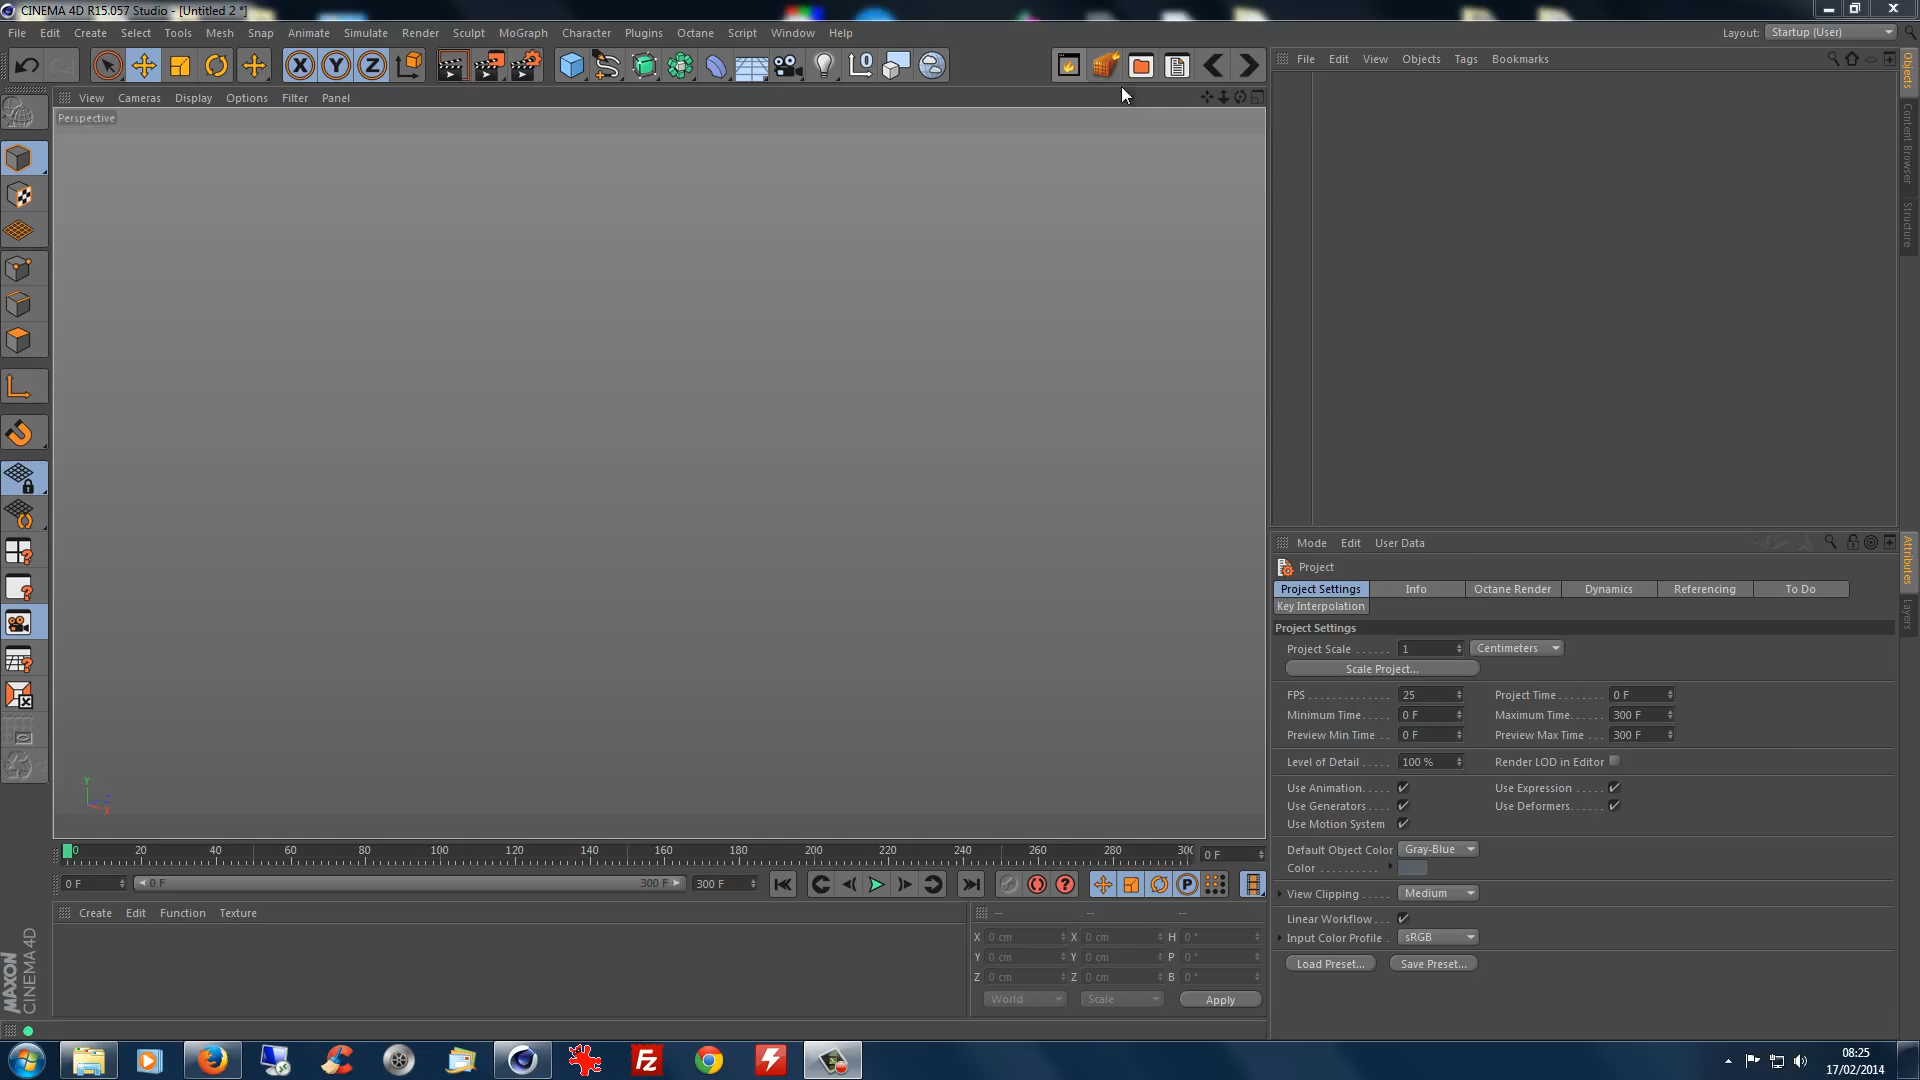 CINEMA 4D R15.057 Studio - [Untitled 2 *]
File Edit Create Select Tools Mesh Snap Animate Simulate Render Sculpt MoGraph Character Plugins Octane Script Window Help
Layout: Startup (User)
X Y Z
File Edit View Objects Tags Bookmarks
View Cameras Display Options Filter Panel
Perspective
Objects
Content Browser
Structure
Y
Z
X
Mode Edit User Data
Project
Project Settings Info Octane Render Dynamics Referencing To Do
Key Interpolation
Project Settings
Project Scale ...... 1 Centimeters
Scale Project...
FPS .............. 25 Project Time ........ 0 F
Minimum Time..... 0 F Maximum Time...... 300 F
Preview Min Time .. 0 F Preview Max Time ... 300 F
Level of Detail ..... 100 % Render LOD in Editor
Use Animation..... Use Expression .....
Use Generators .... Use Deformers......
Use Motion System
Default Object Color Gray-Blue
Color ..........
View Clipping ..... Medium
Linear Workflow...
Input Color Profile . sRGB
Load Preset... Save Preset...
Attributes
Layers
0 20 40 60 80 100 120 140 160 180 200 220 240 260 280 300 0 F
0 F 0 F 300 F 300 F
P
Create Edit Function Texture
-- -- --
X 0 cm X 0 cm H 0 °
Y 0 cm Y 0 cm P 0 °
Z 0 cm Z 0 cm B 0 °
World Scale Apply
MAXON
CINEMA 4D
Fz
08:25
17/02/2014